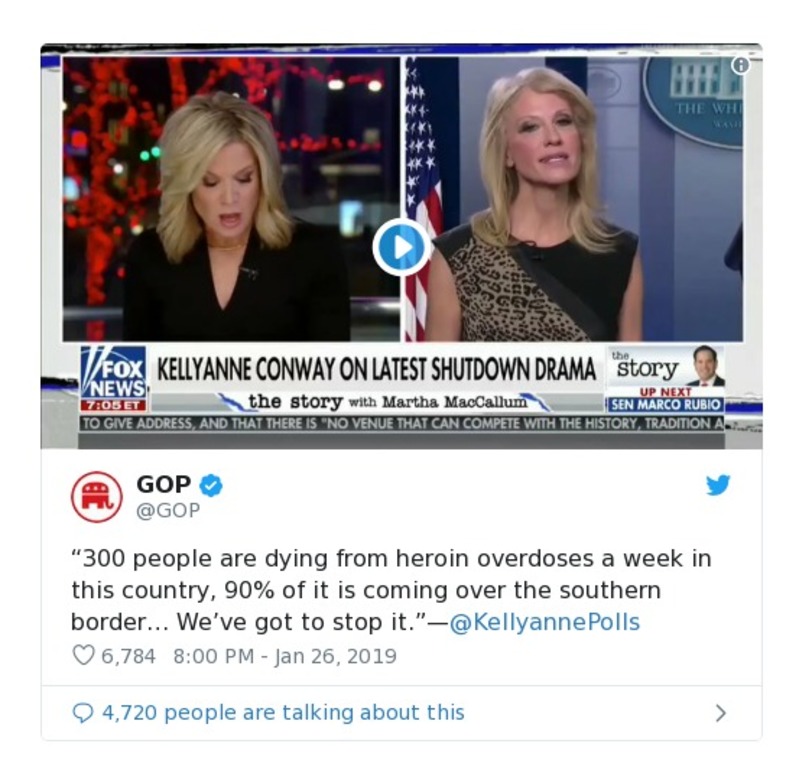 THE WHI
WASH
FOX
NEWS
7:05 ET
KELLYANNE CONWAY ON LATEST SHUTDOWN DRAMA
the story with Martha MacCallum
the
story
UP NEXT
SEN MARCO RUBIO
TO GIVE ADDRESS, AND THAT THERE IS "NO VENUE THAT CAN COMPETE WITH THE HISTORY, TRADITION A
GOP
@GOP
“300 people are dying from heroin overdoses a week in
this country, 90% of it is coming over the southern
border... We’ve got to stop it.”—@KellyannePolls
6,784 8:00 PM - Jan 26, 2019
4,720 people are talking about this